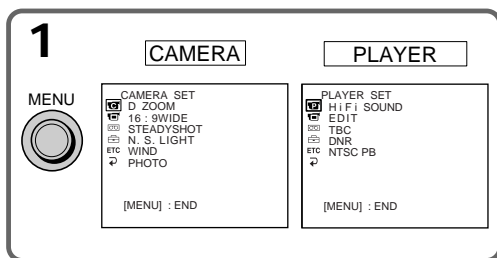 1
CAMERA
PLAYER
MENU
CAMERA SET
D ZOOM
16 : 9WIDE
STEADYSHOT
N. S. LIGHT
ETC WIND
PHOTO
[MENU] : END
PLAYER SET
HiFi SOUND
EDIT
TBC
DNR
ETC NTSC PB
[MENU] : END